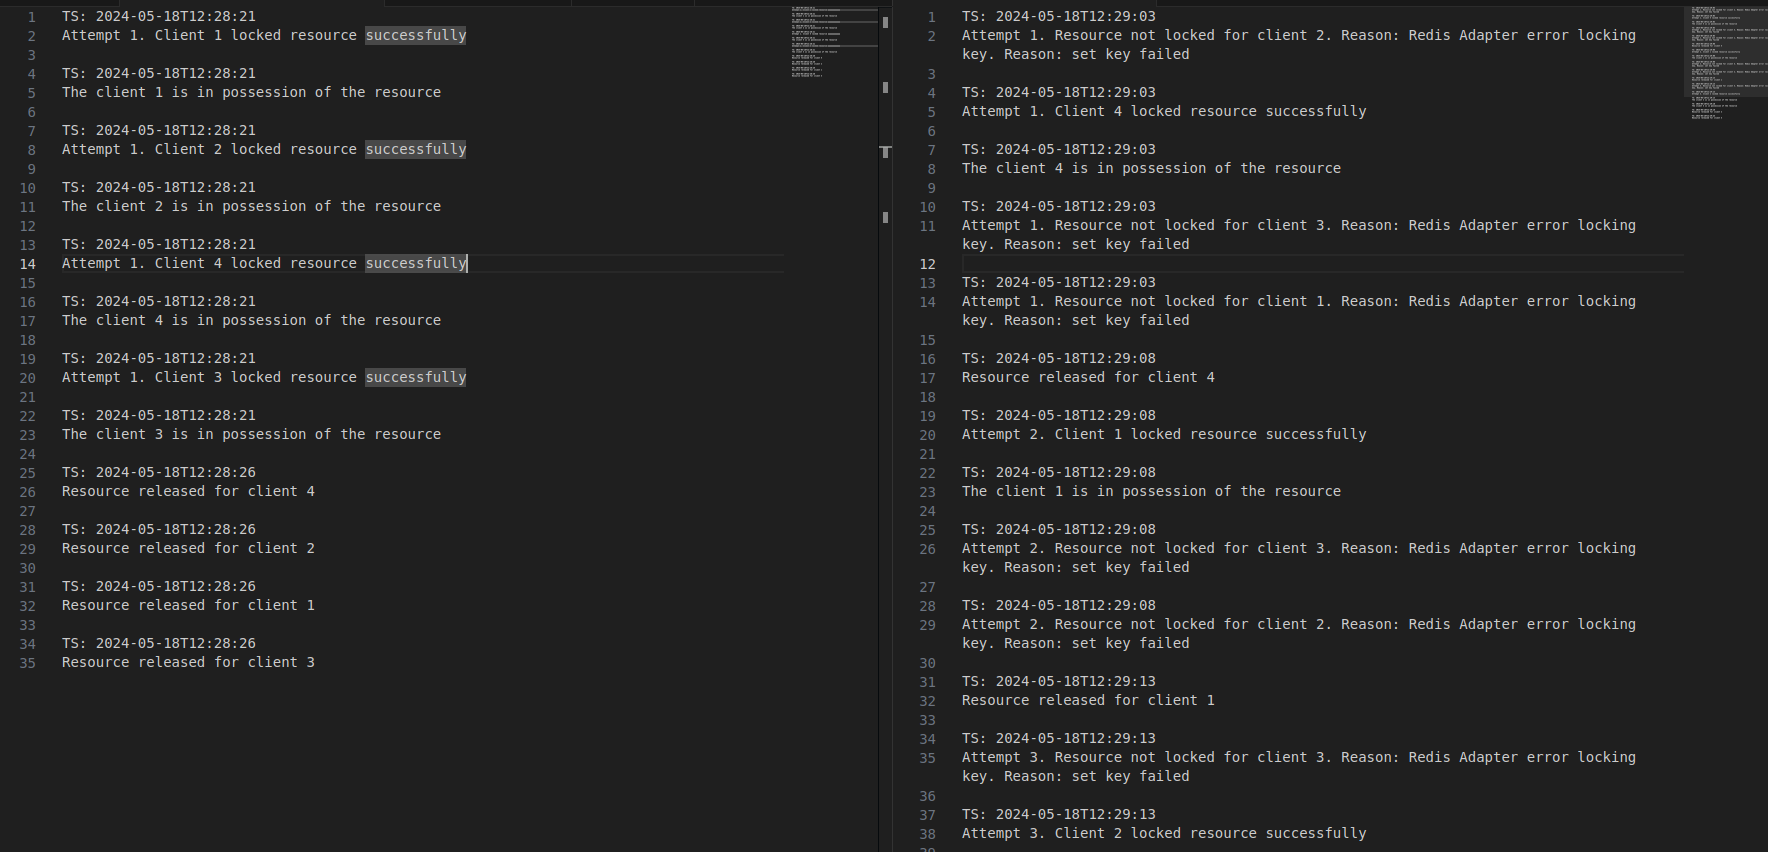 1 TS: 2024-05-18T12:28:21
2 Attempt 1. Client 1 locked resource successfully
3
4 TS: 2024-05-18T12:28:21
5 The client 1 is in possession of the resource
6
7 TS: 2024-05-18T12:28:21
8 Attempt 1. Client 2 locked resource successfully
9
10 TS: 2024-05-18T12:28:21
11 The client 2 is in possession of the resource
12
13 TS: 2024-05-18T12:28:21
14 Attempt 1. Client 4 locked resource successfully
15
16 TS: 2024-05-18T12:28:21
17 The client 4 is in possession of the resource
18
19 TS: 2024-05-18T12:28:21
20 Attempt 1. Client 3 locked resource successfully
21
22 TS: 2024-05-18T12:28:21
23 The client 3 is in possession of the resource
24
25 TS: 2024-05-18T12:28:26
26 Resource released for client 4
27
28 TS: 2024-05-18T12:28:26
29 Resource released for client 2
30
31 TS: 2024-05-18T12:28:26
32 Resource released for client 1
33
34 TS: 2024-05-18T12:28:26
35 Resource released for client 3
1 TS: 2024-05-18T12:29:03
2 Attempt 1. Resource not locked for client 2. Reason: Redis Adapter error locking
key. Reason: set key failed
3
4 TS: 2024-05-18T12:29:03
5 Attempt 1. Client 4 locked resource successfully
6
7 TS: 2024-05-18T12:29:03
8 The client 4 is in possession of the resource
9
10 TS: 2024-05-18T12:29:03
11 Attempt 1. Resource not locked for client 3. Reason: Redis Adapter error locking
key. Reason: set key failed
12
13 TS: 2024-05-18T12:29:03
14 Attempt 1. Resource not locked for client 1. Reason: Redis Adapter error locking
key. Reason: set key failed
15
16 TS: 2024-05-18T12:29:08
17 Resource released for client 4
18
19 TS: 2024-05-18T12:29:08
20 Attempt 2. Client 1 locked resource successfully
21
22 TS: 2024-05-18T12:29:08
23 The client 1 is in possession of the resource
24
25 TS: 2024-05-18T12:29:08
26 Attempt 2. Resource not locked for client 3. Reason: Redis Adapter error locking
key. Reason: set key failed
27
28 TS: 2024-05-18T12:29:08
29 Attempt 2. Resource not locked for client 2. Reason: Redis Adapter error locking
key. Reason: set key failed
30
31 TS: 2024-05-18T12:29:13
32 Resource released for client 1
33
34 TS: 2024-05-18T12:29:13
35 Attempt 3. Resource not locked for client 3. Reason: Redis Adapter error locking
key. Reason: set key failed
36
37 TS: 2024-05-18T12:29:13
38 Attempt 3. Client 2 locked resource successfully